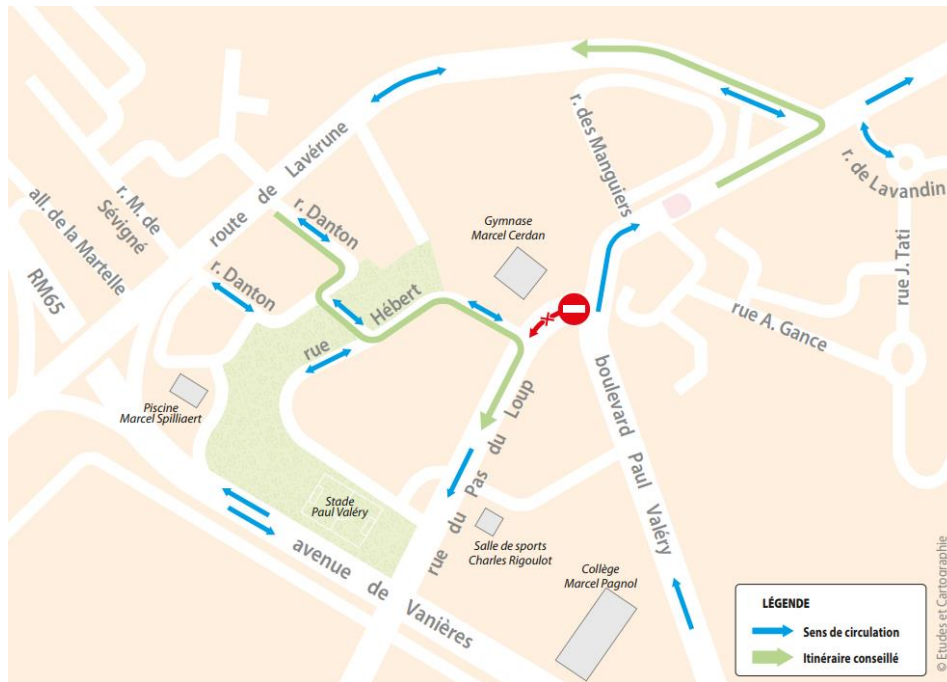 route de Lavérune
r. des Manguiers
r. de Lavandin
r. M. de
Sévigné
all. de la Martelle
r. Danton
Gymnase
Marcel Cerdan
rue J. Tati
RM65
r. Danton
rue Hébert
rue A. Gance
Piscine
Marcel Spilliaert
boulevard Paul Valéry
rue du Pas du Loup
Stade
Paul Valéry
Salle de sports
Charles Rigoulot
avenue de Vanières
Collège
Marcel Pagnol
LÉGENDE
Sens de circulation
Itinéraire conseillé
© Etudes et Cartographie